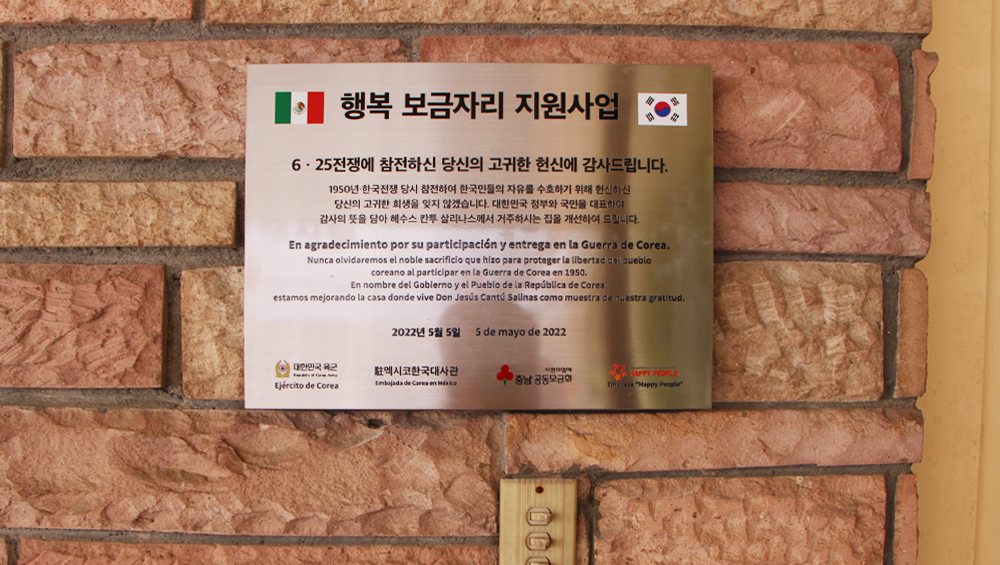 행복 보금자리 지원사업
6 · 25전쟁에 참전하신 당신의 고귀한 헌신에 감사드립니다.
1950년 한국전쟁 당시 참전하여 한국민들의 자유를 수호하기 위해 헌신하신
당신의 고귀한 희생을 잊지 않겠습니다. 대한민국 정부와 국민을 대표하여
감사의 뜻을 담아 헤수스 칸투 살리나스께서 거주하시는 집을 개선하여 드립니다.
En agradecimiento por su participación y entrega en la Guerra de Corea.
Nunca olvidaremos el noble sacrificio que hizo para proteger la libertad del pueblo
coreano al participar en la Guerra de Corea en 1950.
En nombre del Gobierno y el Pueblo de la República de Corea,
estamos mejorando la casa donde vive Don Jesús Cantú Salinas como muestra de nuestra gratitud.
2022년 5월 5일 5 de mayo de 2022
대한민국 육군
Republic of Korea Army
Ejército de Corea
駐멕시코한국대사관
Embajada de Corea en México
사랑의열매
충남 공동모금회
HAPPY PEOPLE
Empresa "Happy People"